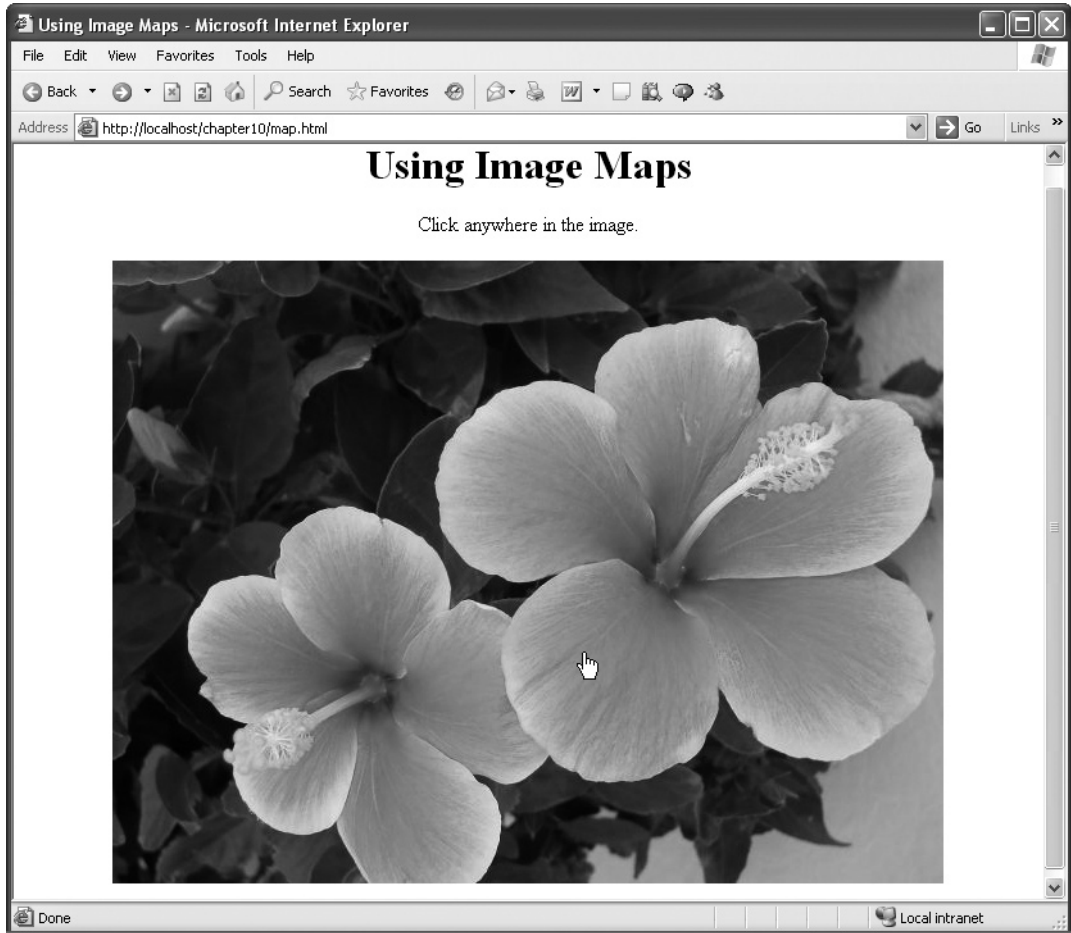 Using Image Maps - Microsoft Internet Explorer
File Edit View Favorites Tools Help
Back Search Favorites
Address http://localhost/chapter10/map.html Go Links »
Using Image Maps
Click anywhere in the image.
Done Local intranet